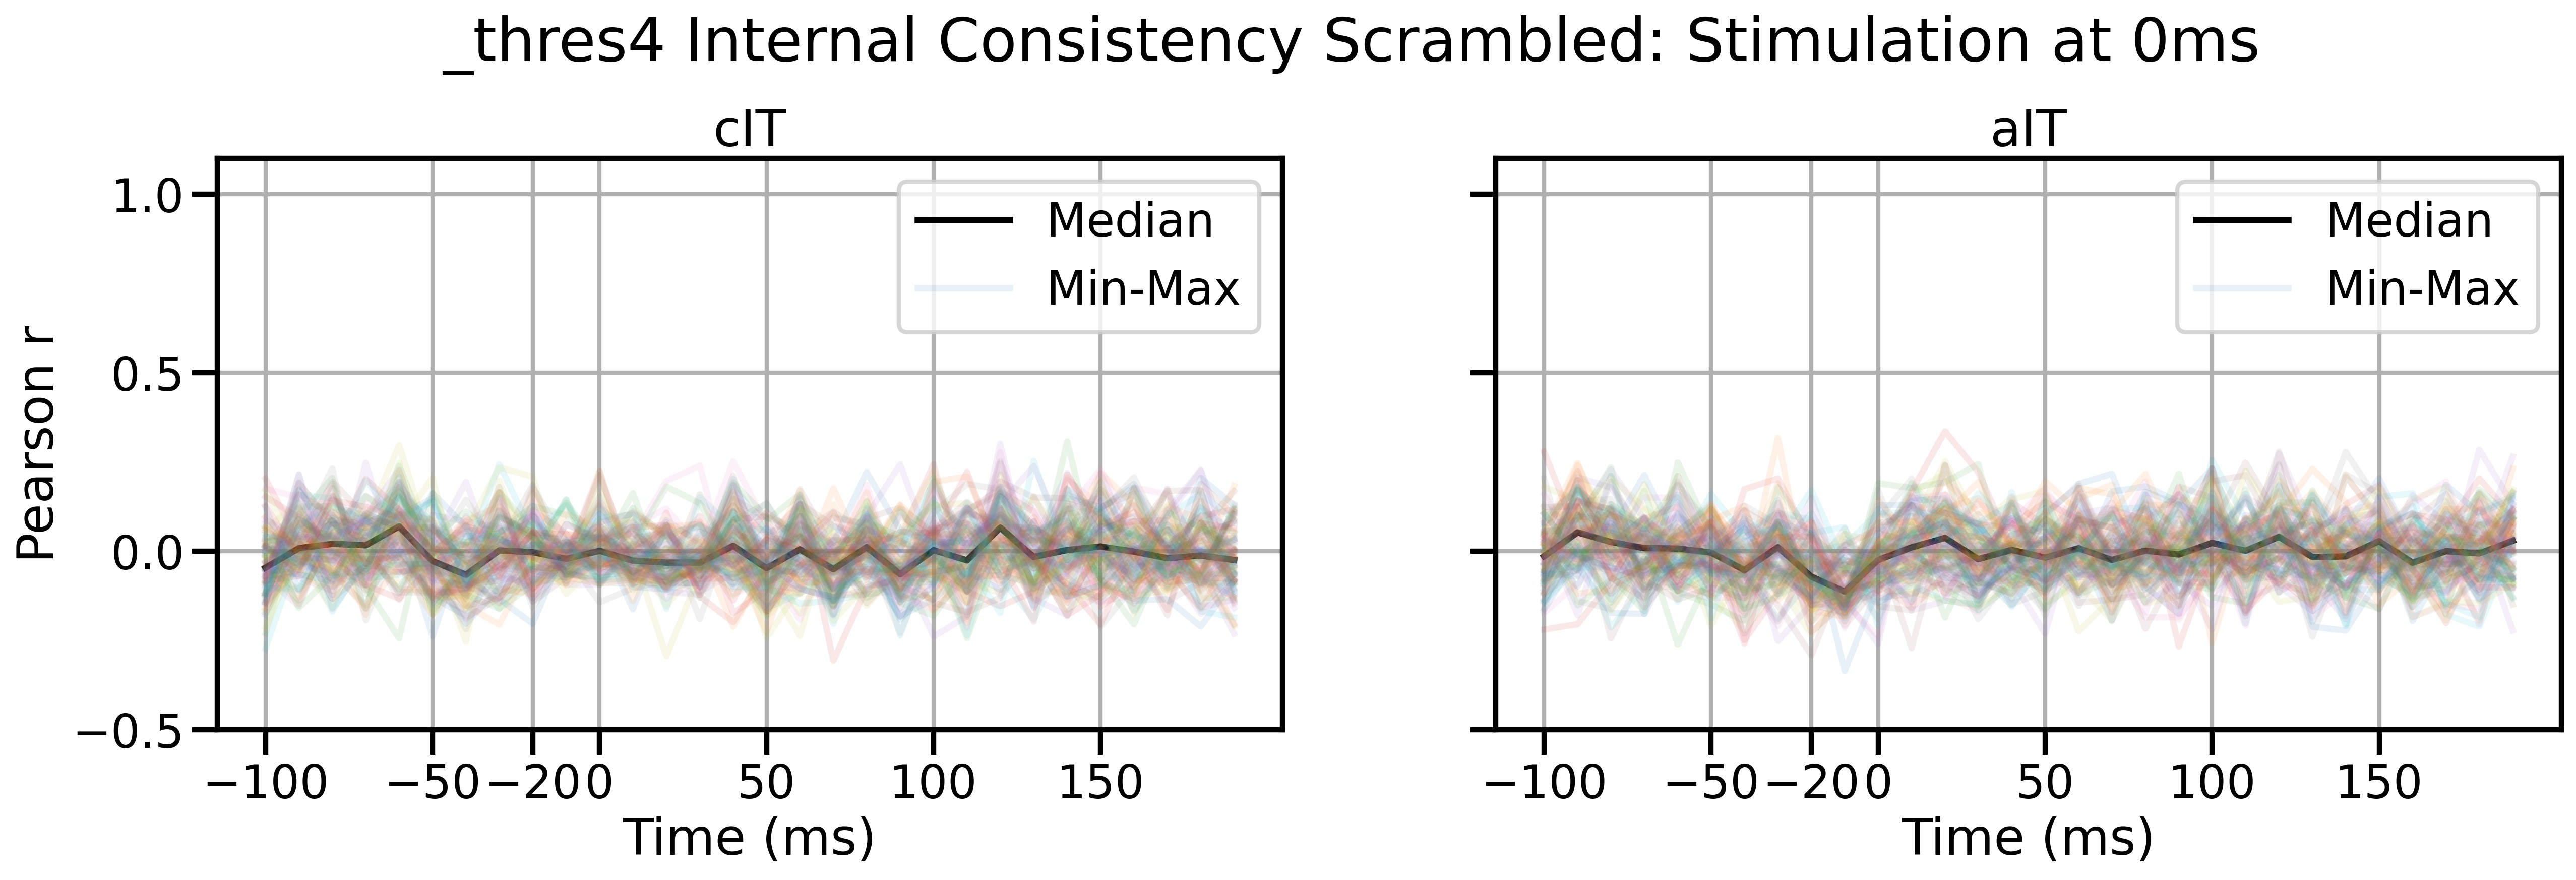 _thres4 Internal Consistency Scrambled: Stimulation at 0ms
cIT
aIT
Pearson r
1.0
0.5
0.0
−0.5
Median
Min-Max
Median
Min-Max
−100 −50 −20 0 50 100 150
−100 −50 −20 0 50 100 150
Time (ms)
Time (ms)